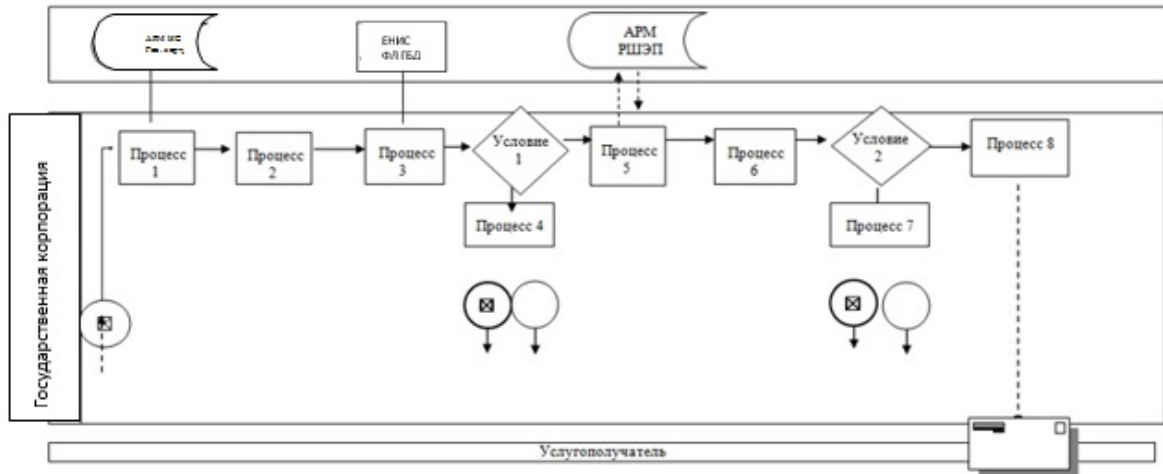 ЕНИС
ФЛ ГБД
АРМ
РШЭП
Государственная корпорация
Процесс
1
Процесс
2
Процесс
3
Условие
1
Процесс
5
Процесс
6
Условие
2
Процесс 8
Процесс 4
Процесс 7
Услугополучатель